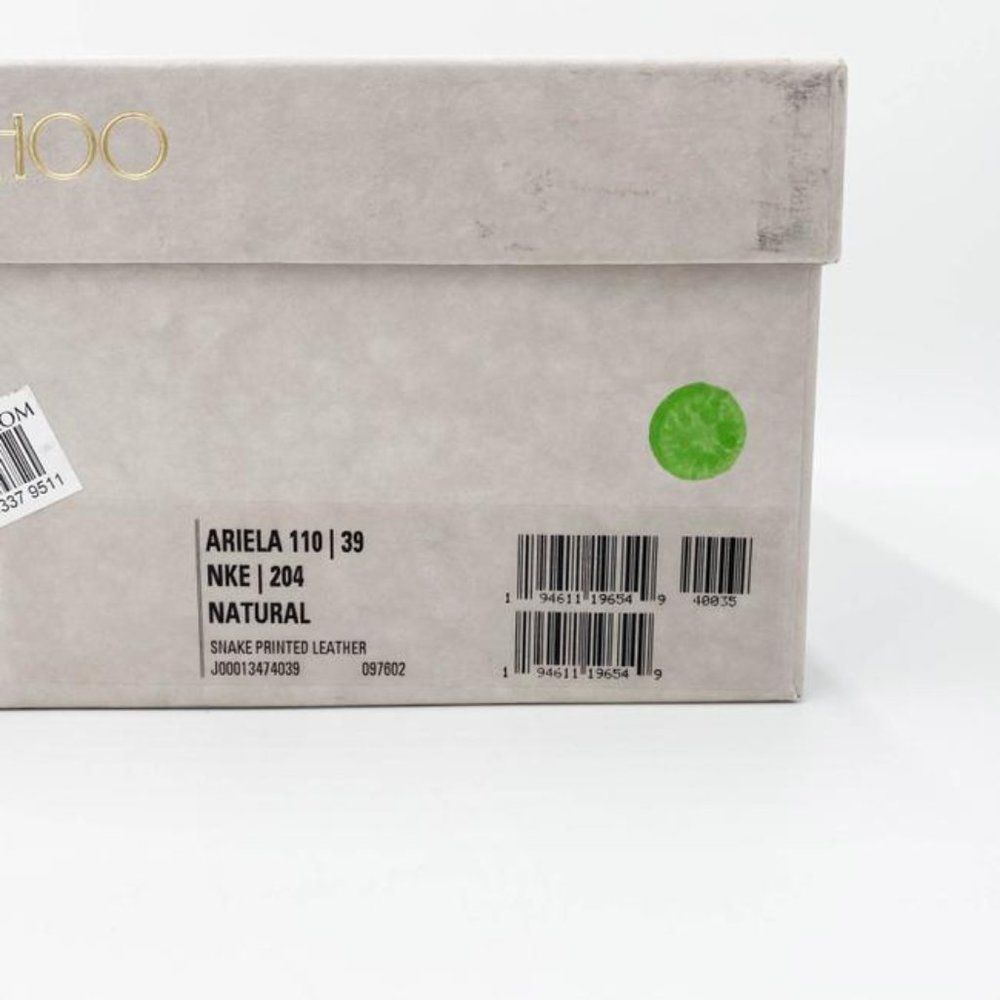 HOO
OM
337 9511
ARIELA 110 | 39
NKE | 204
NATURAL
SNAKE PRINTED LEATHER
J00013474039 097602
1 94611 19654 9
40035
1 94611 19654 9